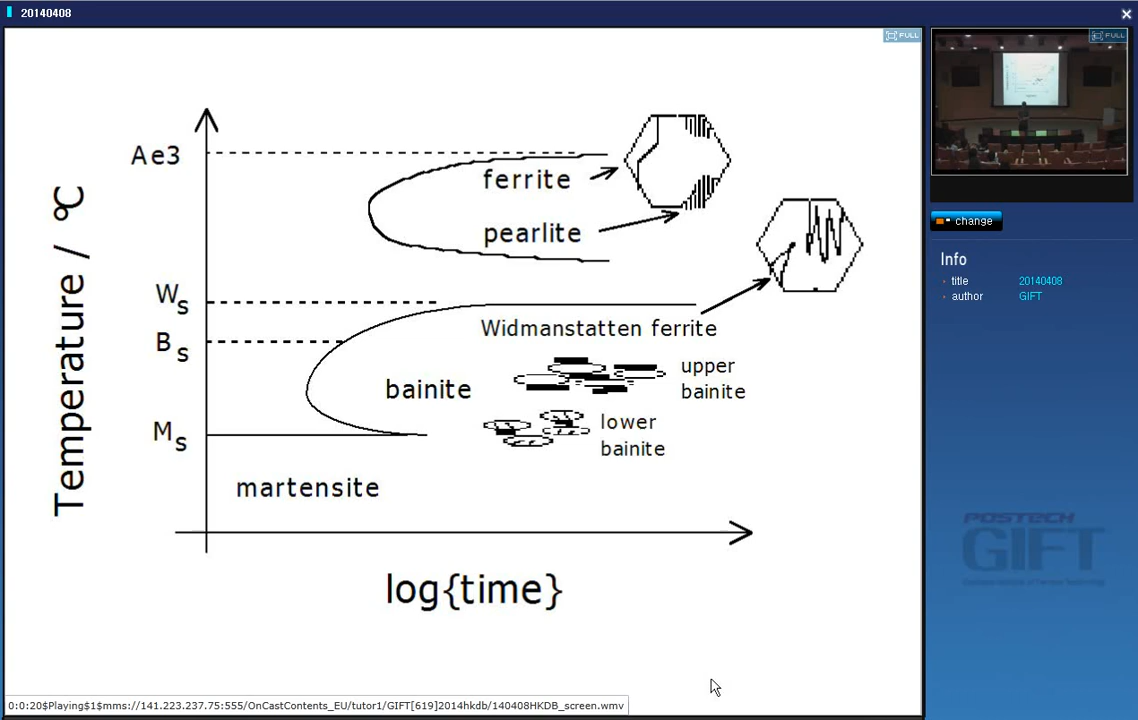 20140408
FULL
FULL
Ae3
ferrite
pearlite
Temperature / °C
Ws
Widmanstatten ferrite
Bs
upper
bainite
bainite
lower
bainite
Ms
martensite
log{time}
change
Info
title 20140408
author GIFT
POSTECH
GIFT
0:0:20$Playing$1$mms://141.223.237.75:555/OnCastContents_EU/tutor1/GIFT[619]2014hkdb/140408HKDB_screen.wmv